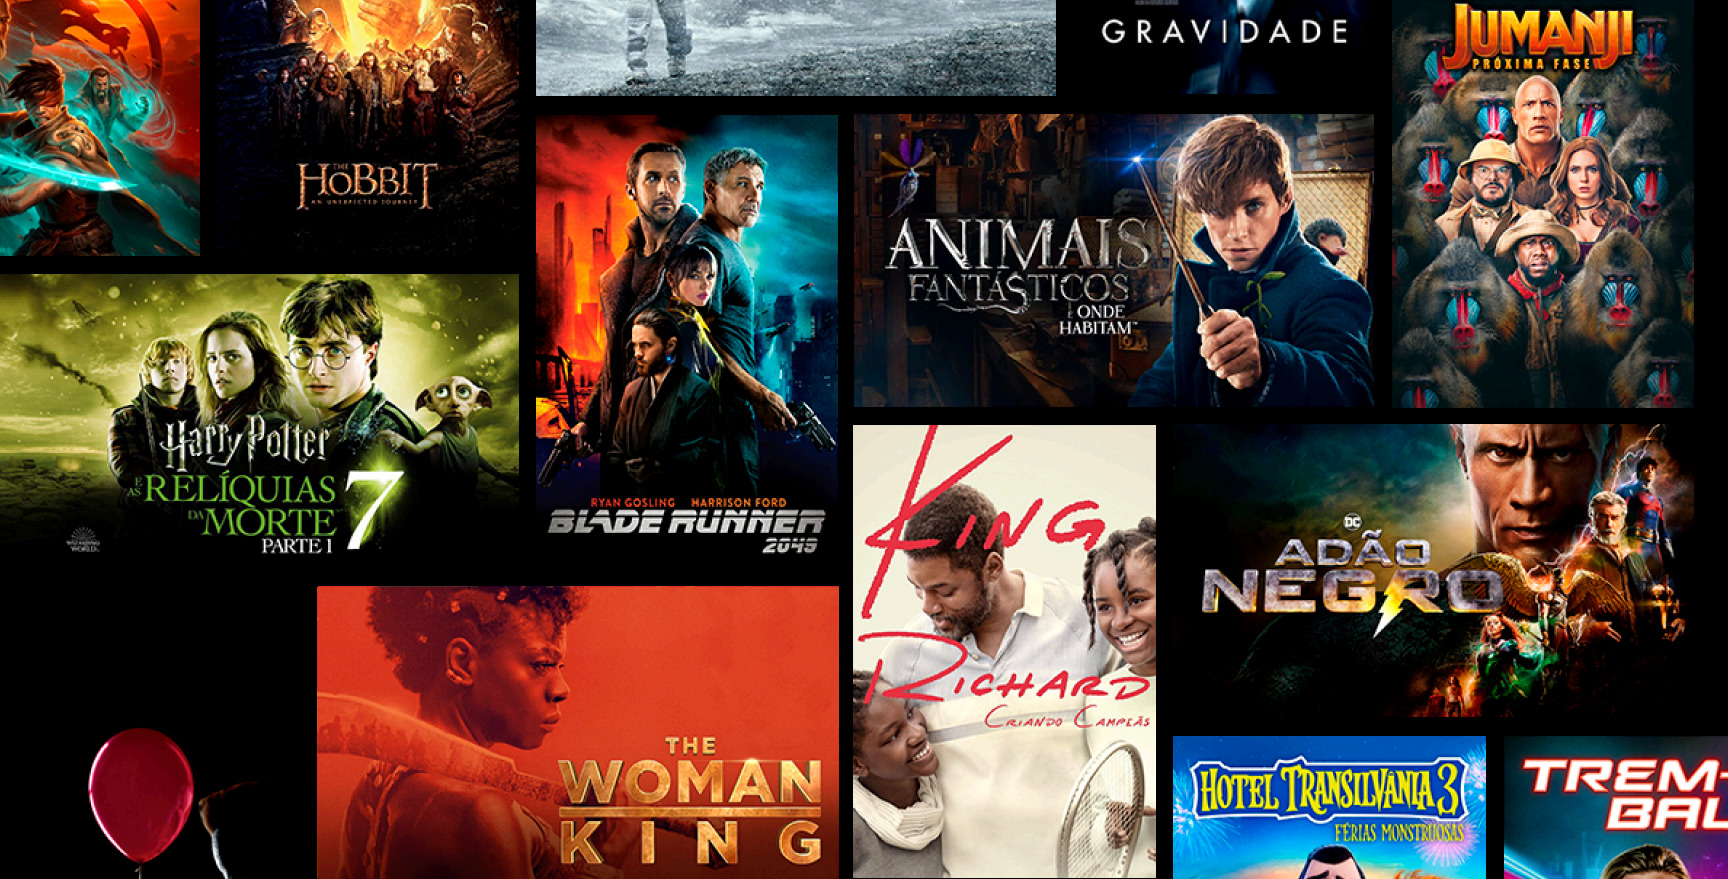 THE
HOBBIT
AN UNEXPECTED JOURNEY
GRAVIDADE
JUMANJI
PRÓXIMA FASE
ANIMAIS
FANTÁSTICOS
E ONDE
HABITAM™
Harry Potter
E AS RELÍQUIAS
DA MORTE 7
PARTE 1
WIZARDING
WORLD
RYAN GOSLING HARRISON FORD
BLADE RUNNER
2049
KING
RICHARD
CRIANDO CAMPEÃS
DC
ADÃO
NEGRO
THE
WOMAN
KING
HOTEL TRANSILVÂNIA 3
FÉRIAS MONSTRUOSAS
TREM-
BAL